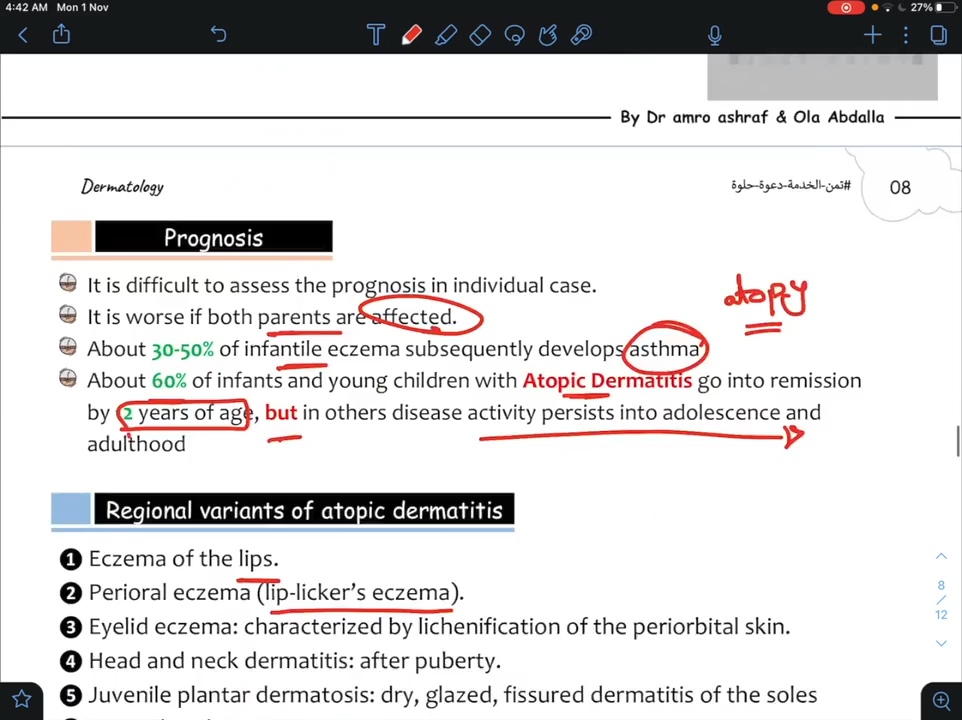 4:42 AM Mon 1 Nov
27%
By Dr amro ashraf & Ola Abdalla
Dermatology
#تمن-الخدمة-دعوة-حلوة
08
Prognosis
It is difficult to assess the prognosis in individual case.
It is worse if both parents are affected.
atopy
About 30-50% of infantile eczema subsequently develops asthma
About 60% of infants and young children with Atopic Dermatitis go into remission
by 2 years of age, but in others disease activity persists into adolescence and
adulthood
Regional variants of atopic dermatitis
1 Eczema of the lips.
2 Perioral eczema (lip-licker's eczema).
3 Eyelid eczema: characterized by lichenification of the periorbital skin.
4 Head and neck dermatitis: after puberty.
5 Juvenile plantar dermatosis: dry, glazed, fissured dermatitis of the soles
8
/
12